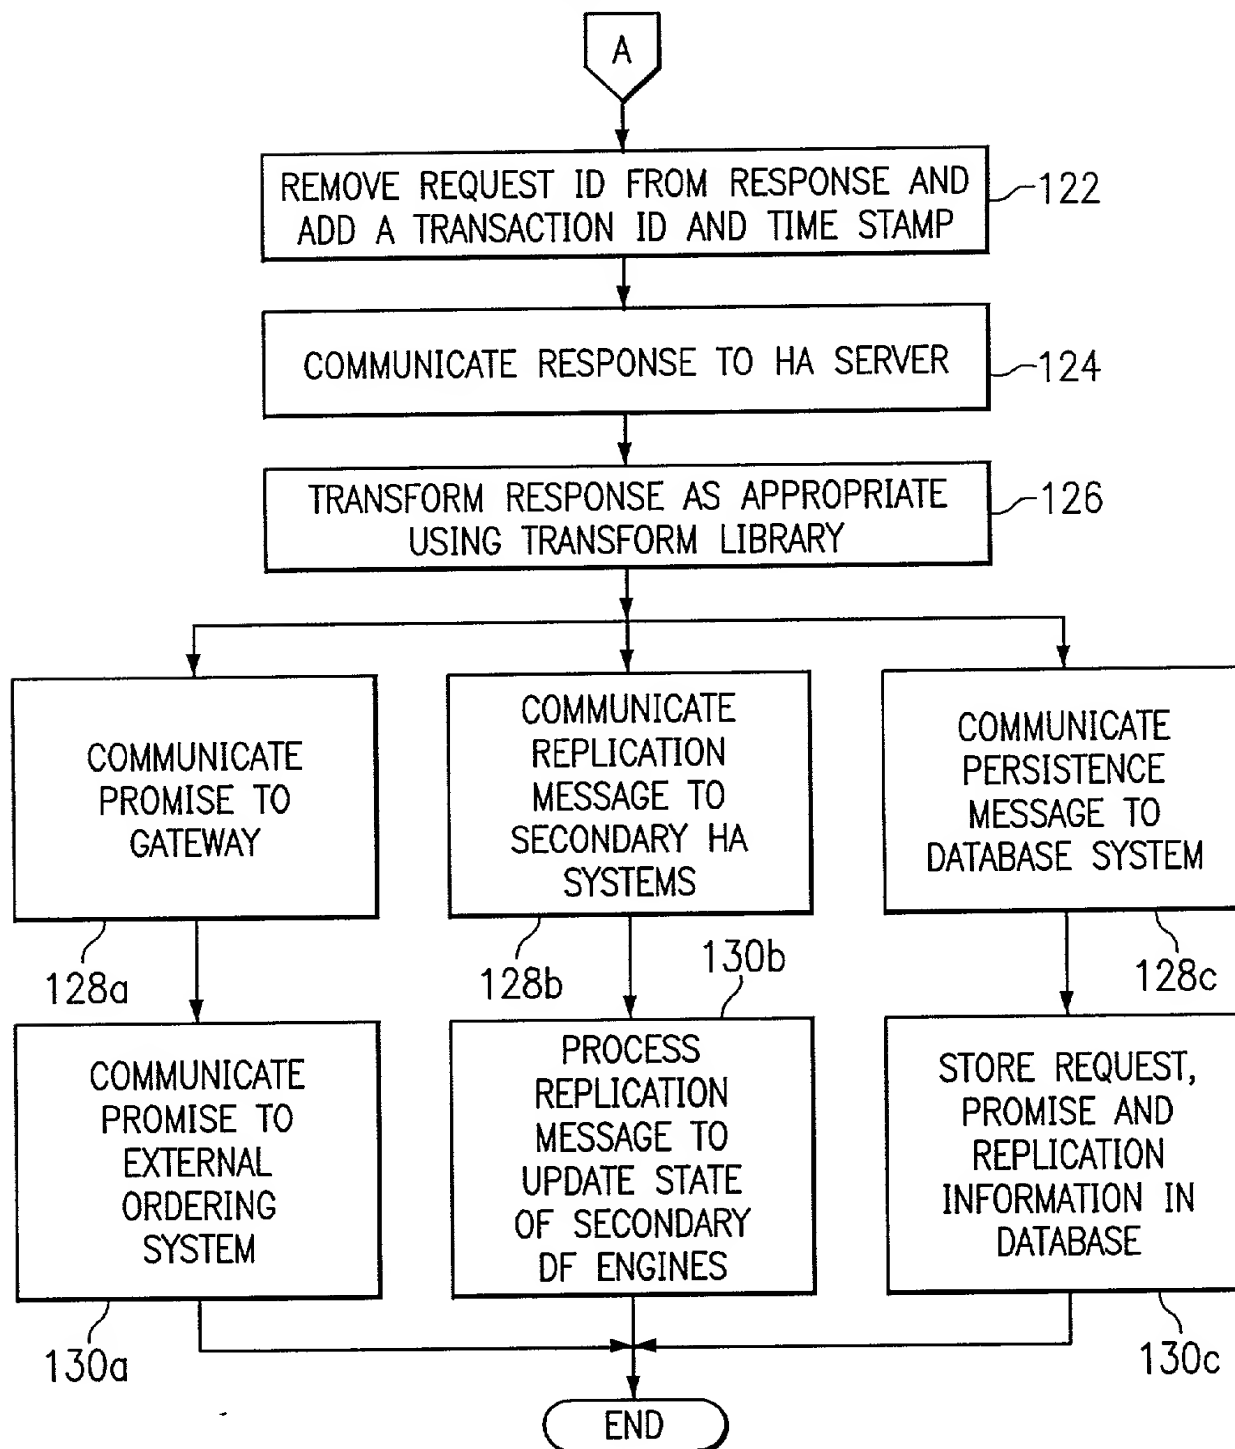 A
REMOVE REQUEST ID FROM RESPONSE AND
ADD A TRANSACTION ID AND TIME STAMP
122
COMMUNICATE RESPONSE TO HA SERVER
124
TRANSFORM RESPONSE AS APPROPRIATE
USING TRANSFORM LIBRARY
126
COMMUNICATE
PROMISE TO
GATEWAY
128a
COMMUNICATE
REPLICATION
MESSAGE TO
SECONDARY HA
SYSTEMS
128b
COMMUNICATE
PERSISTENCE
MESSAGE TO
DATABASE SYSTEM
128c
COMMUNICATE
PROMISE TO
EXTERNAL
ORDERING
SYSTEM
130a
130b
PROCESS
REPLICATION
MESSAGE TO
UPDATE STATE
OF SECONDARY
DF ENGINES
STORE REQUEST,
PROMISE AND
REPLICATION
INFORMATION IN
DATABASE
130c
END